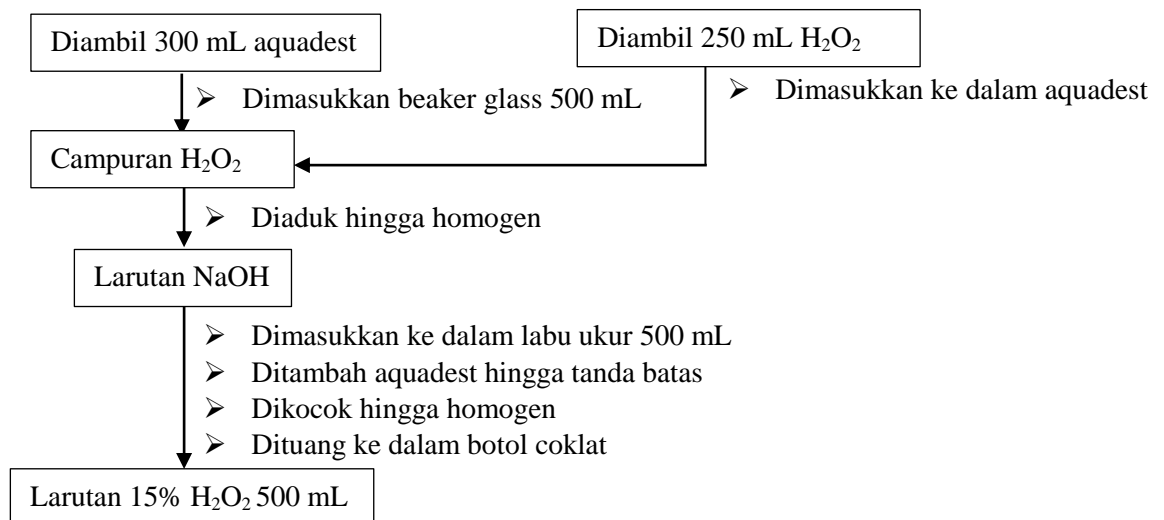 Diambil 300 mL aquadest
Diambil 250 mL H₂O₂
➢ Dimasukkan beaker glass 500 mL
➢ Dimasukkan ke dalam aquadest
Campuran H₂O₂
➢ Diaduk hingga homogen
Larutan NaOH
➢ Dimasukkan ke dalam labu ukur 500 mL
➢ Ditambah aquadest hingga tanda batas
➢ Dikocok hingga homogen
➢ Dituang ke dalam botol coklat
Larutan 15% H₂O₂ 500 mL